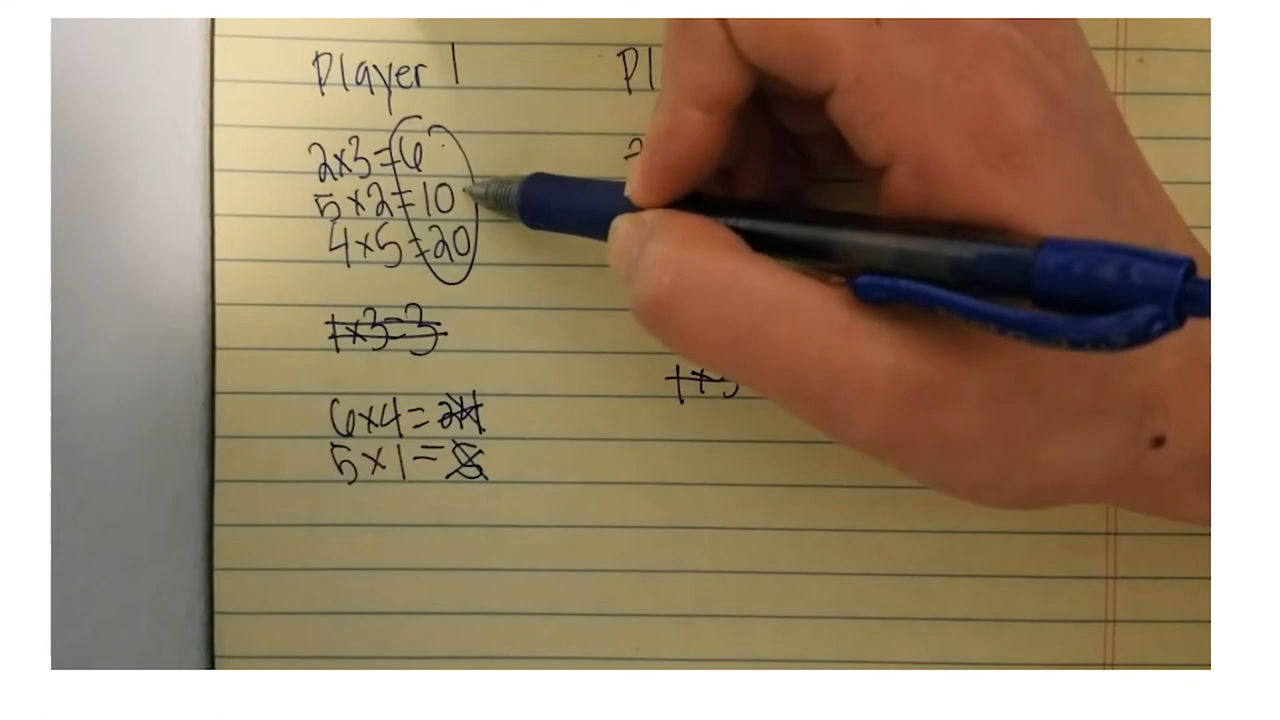 Player 1
Pl
2x3=6
5x2=10
4x5=20
1x3=3
6x4=24
5x1=5